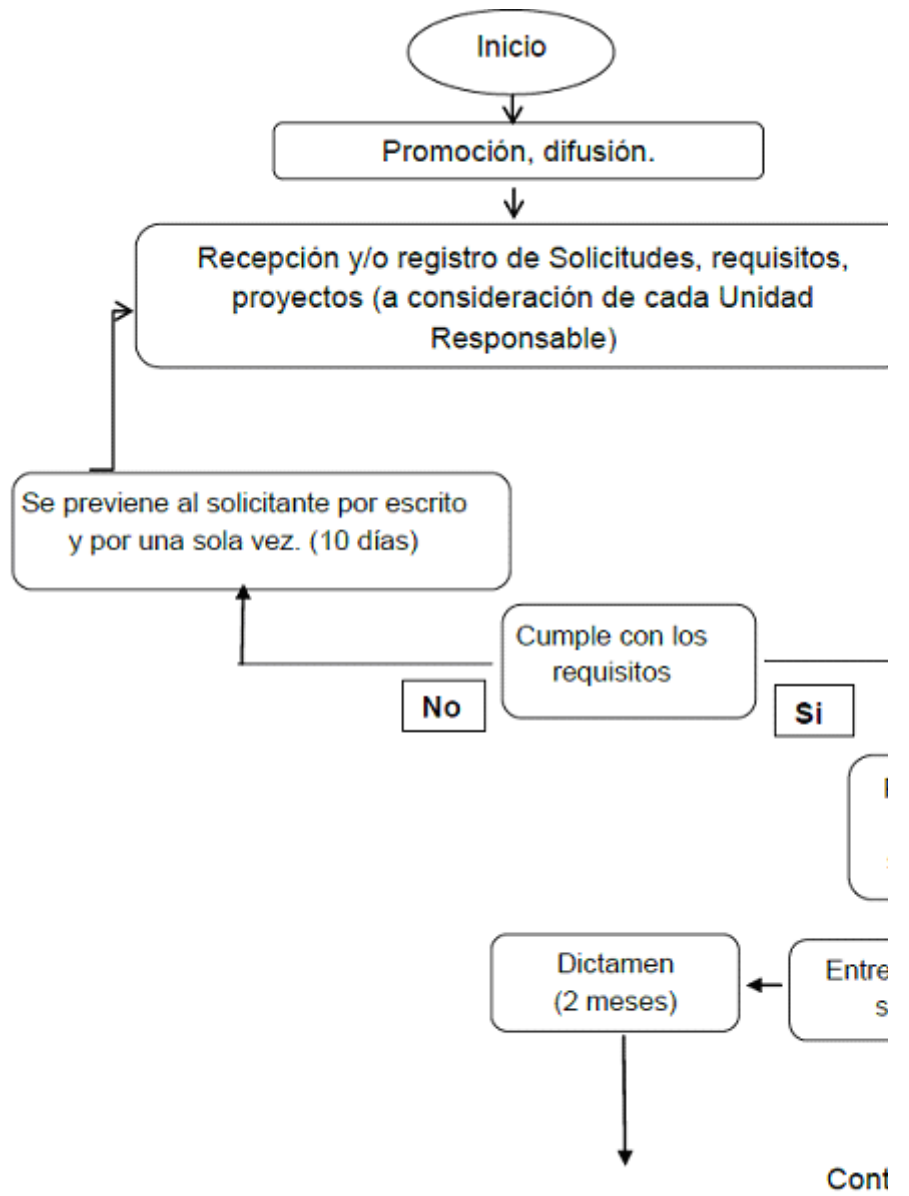 Inicio
Promoción, difusión.
Recepción y/o registro de Solicitudes, requisitos,
proyectos (a consideración de cada Unidad
Responsable)
Se previene al solicitante por escrito
y por una sola vez. (10 días)
Cumple con los
requisitos
No
Si
Dictamen
(2 meses)